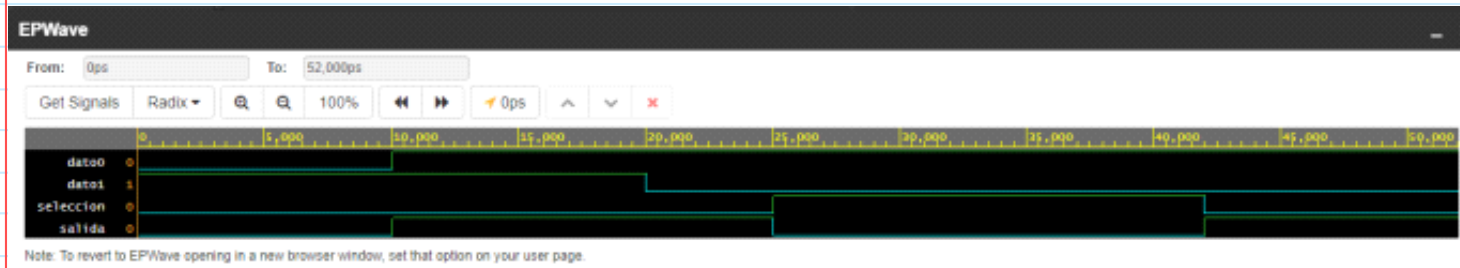 EPWave
From: 0ps To: 52,000ps
Get Signals Radix 100% 0ps
0 5,000 10,000 15,000 20,000 25,000 30,000 35,000 40,000 45,000 50,000
dato0 0
dato1 1
seleccion 0
salida 0
Note: To revert to EPWave opening in a new browser window, set that option on your user page.